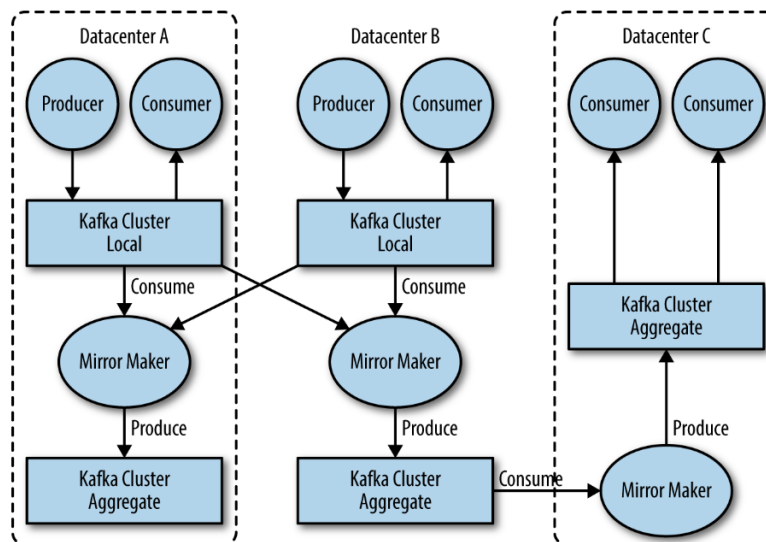 Datacenter A
Datacenter B
Datacenter C
Producer
Consumer
Producer
Consumer
Consumer
Consumer
Kafka Cluster
Local
Kafka Cluster
Local
Consume
Consume
Kafka Cluster
Aggregate
Mirror Maker
Mirror Maker
Produce
Produce
Produce
Kafka Cluster
Aggregate
Kafka Cluster
Aggregate
Consume
Mirror Maker